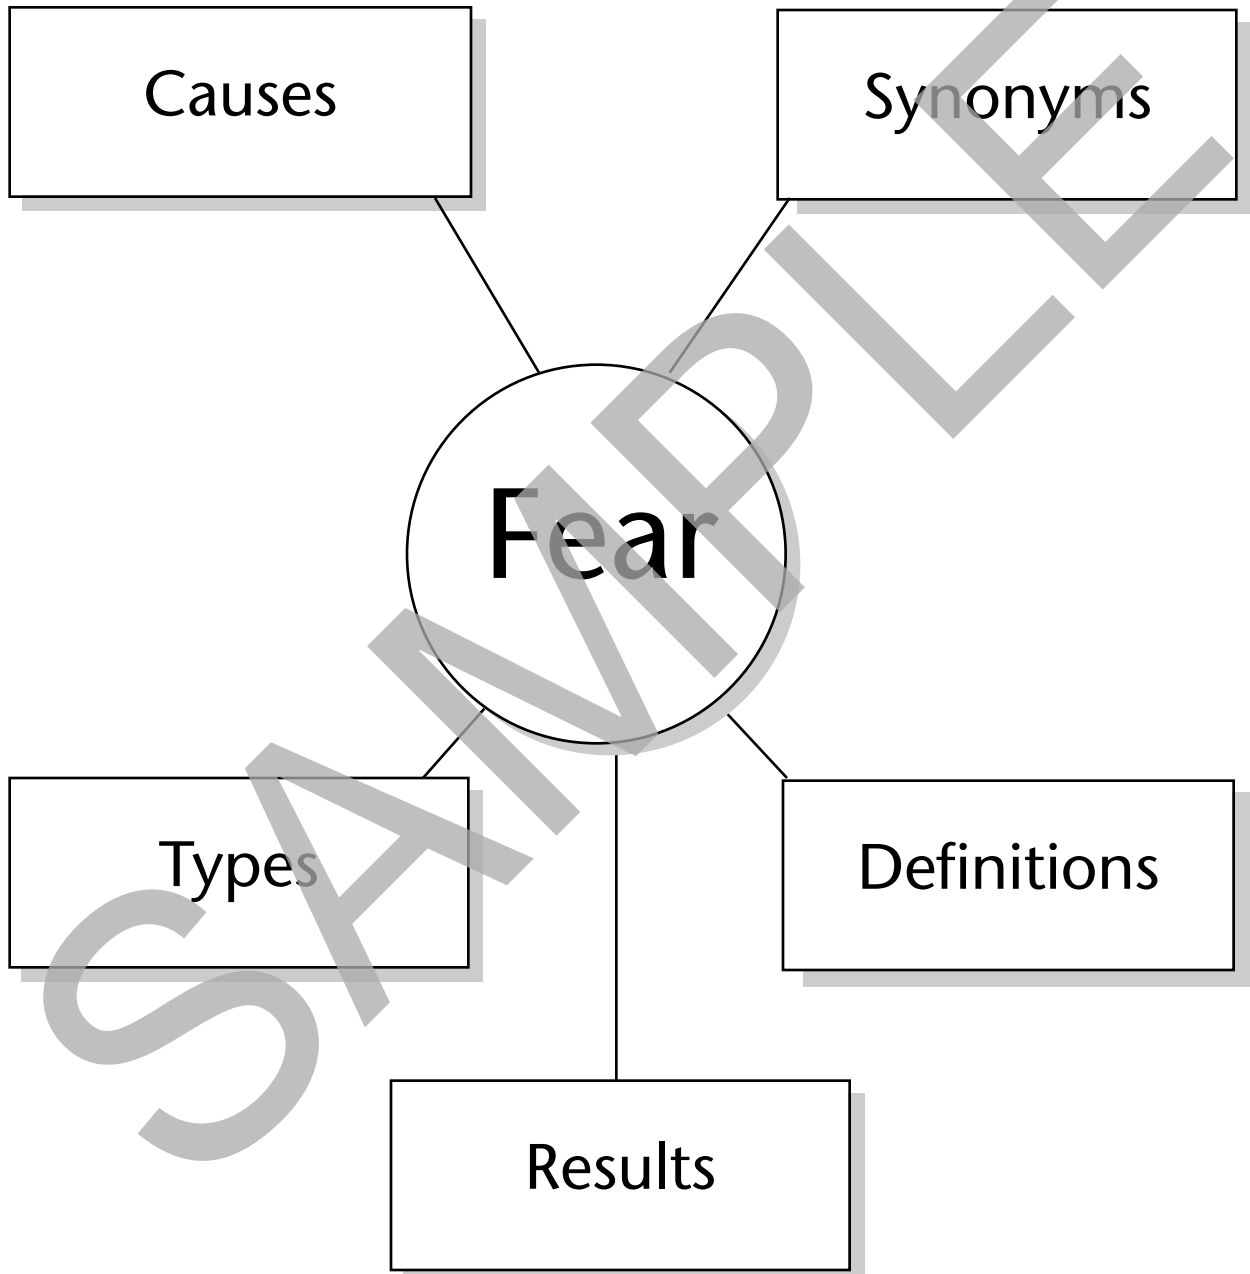 Causes
Synonyms
Fear
Types
Definitions
Results
SAMPLE